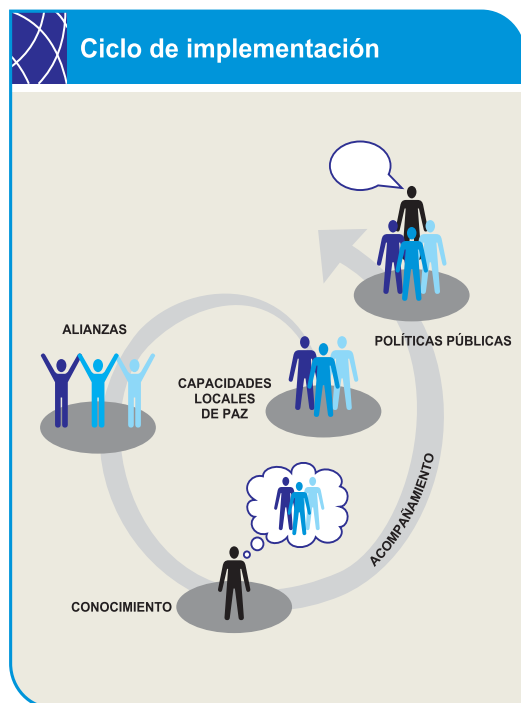 Ciclo de implementación
ALIANZAS
POLÍTICAS PÚBLICAS
CAPACIDADES
LOCALES
DE PAZ
ACOMPAÑAMIENTO
CONOCIMIENTO